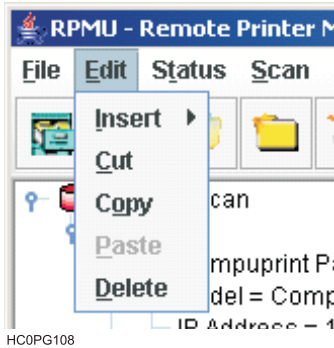 RPMU - Remote Printer M
File Edit Status Scan
Insert
Cut
Copy
Paste
Delete
can
mpuprint Pa
del = Comp
IP Address = 1
HC0PG108